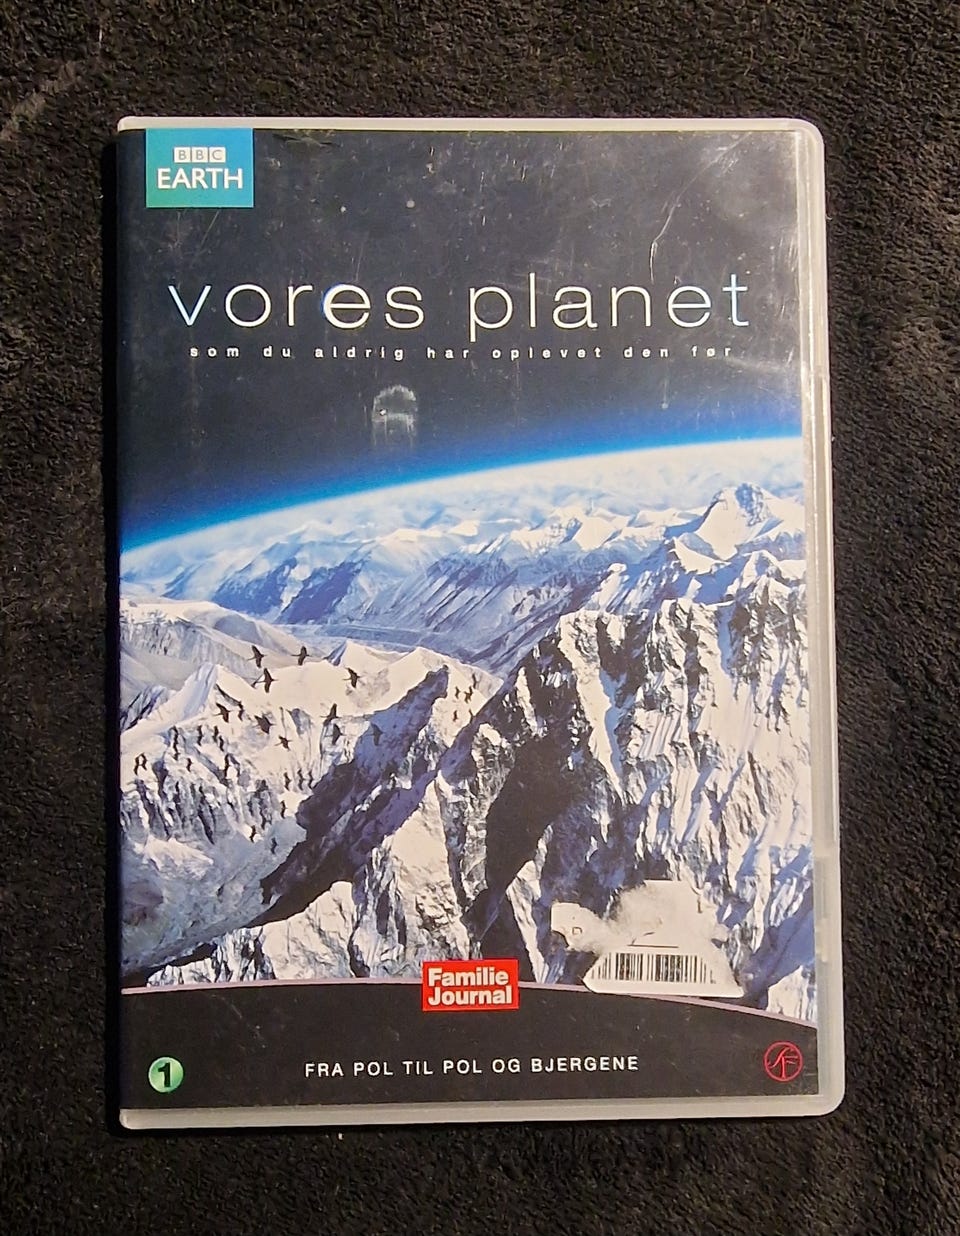 BBC
EARTH
vores planet
som du aldrig har oplevet den før
Familie
Journal
1
FRA POL TIL POL OG BJERGENE
SF